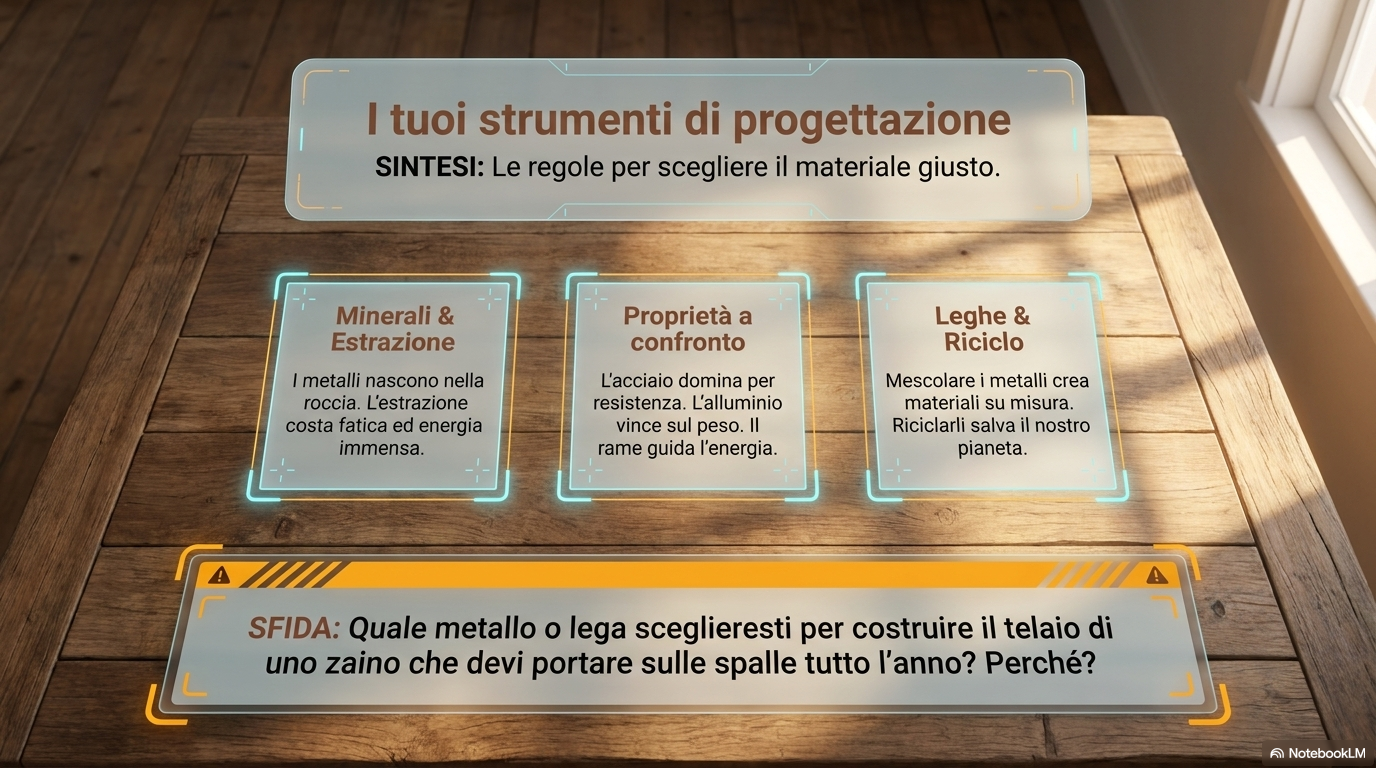 I tuoi strumenti di progettazione
SINTESI: Le regole per scegliere il materiale giusto.
Minerali &
Estrazione
I metalli nascono nella
roccia. L'estrazione
costa fatica ed energia
immensa.
Proprietà a
confronto
L'acciaio domina per
resistenza. L'alluminio
vince sul peso. Il
rame guida l'energia.
Leghe &
Riciclo
Mescolare i metalli crea
materiali su misura.
Riciclarli salva il nostro
pianeta.
SFIDA: Quale metallo o lega sceglieresti per costruire il telaio di
uno zaino che devi portare sulle spalle tutto l'anno? Perché?
NotebookLM